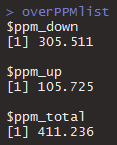 > overPPMlist
$ppm_down
[1] 305.511
$ppm_up
[1] 105.725
$ppm_total
[1] 411.236